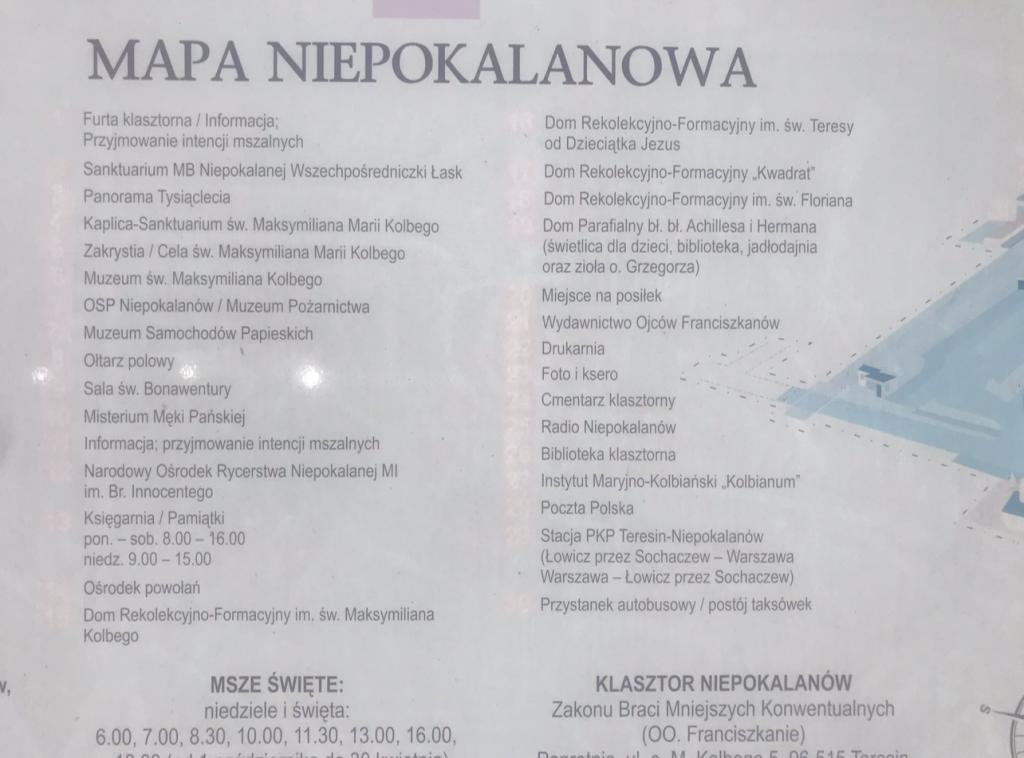 MAPA NIEPOKALANOWA
Furta klasztorna / Informacja;
Przyjmowanie intencji mszalnych
Sanktuarium MB Niepokalanej Wszechpośredniczki Łask
Panorama Tysiąclecia
Kaplica-Sanktuarium św. Maksymiliana Marii Kolbego
Zakrystia / Cela św. Maksymiliana Marii Kolbego
Muzeum św. Maksymiliana Kolbego
OSP Niepokalanów / Muzeum Pożarnictwa
Muzeum Samochodów Papieskich
Ołtarz polowy
Sala św. Bonawentury
Misterium Męki Pańskiej
Informacja; przyjmowanie intencji mszalnych
Narodowy Ośrodek Rycerstwa Niepokalanej MI
im. Br. Innocentego
Księgarnia / Pamiątki
pon. – sob. 8.00 – 16.00
niedz. 9.00 – 15.00
Ośrodek powołań
Dom Rekolekcyjno-Formacyjny im. św. Maksymiliana
Kolbego
Dom Rekolekcyjno-Formacyjny im. św. Teresy
od Dzieciątka Jezus
Dom Rekolekcyjno-Formacyjny „Kwadrat"
Dom Rekolekcyjno-Formacyjny im. św. Floriana
Dom Parafialny bł. bł. Achillesa i Hermana
(świetlica dla dzieci, biblioteka, jadłodajnia
oraz zioła o. Grzegorza)
Miejsce na posiłek
Wydawnictwo Ojców Franciszkanów
Drukarnia
Foto i ksero
Cmentarz klasztorny
Radio Niepokalanów
Biblioteka klasztorna
Instytut Maryjno-Kolbiański „Kolbianum"
Poczta Polska
Stacja PKP Teresin-Niepokalanów
(Łowicz przez Sochaczew – Warszawa
Warszawa – Łowicz przez Sochaczew)
Przystanek autobusowy / postój taksówek
MSZE ŚWIĘTE:
niedziele i święta:
6.00, 7.00, 8.30, 10.00, 11.30, 13.00, 16.00,
KLASZTOR NIEPOKALANÓW
Zakonu Braci Mniejszych Konwentualnych
(OO. Franciszkanie)